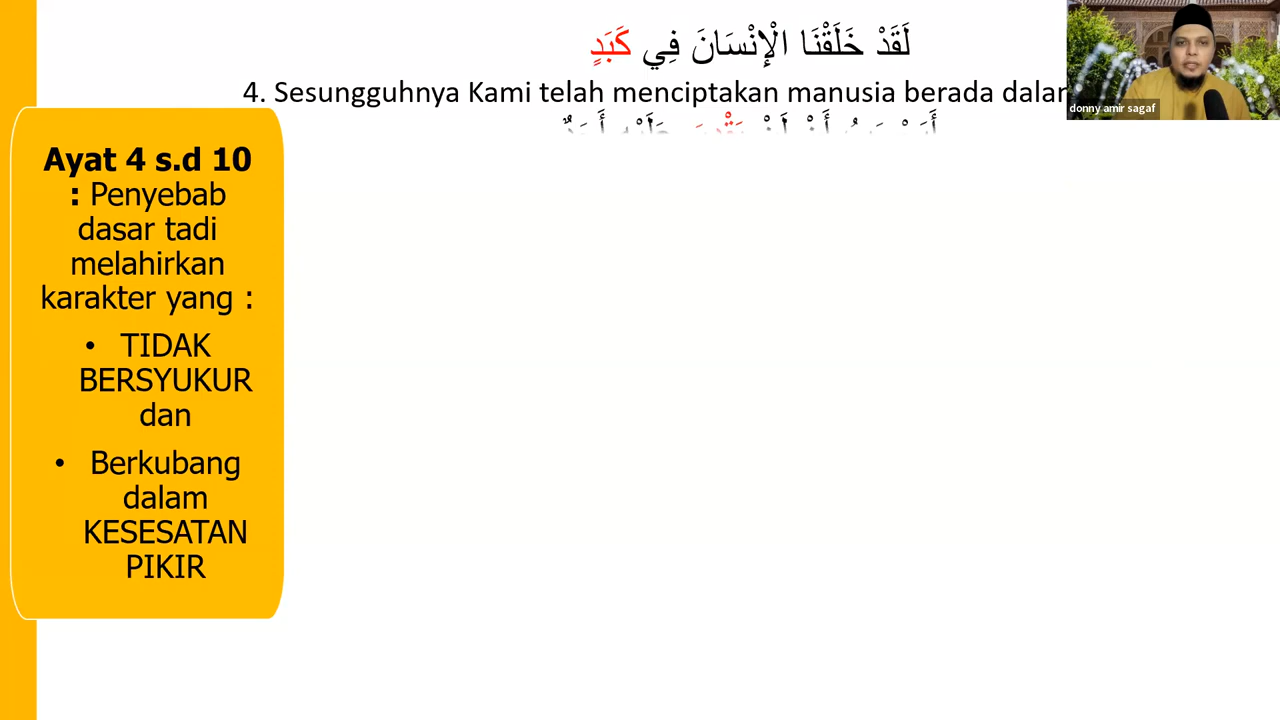 لَقَدْ خَلَقْنَا الْإِنْسَانَ فِي كَبَدٍ
4. Sesungguhnya Kami telah menciptakan manusia berada
donny amir sagaf
Ayat 4 s.d 10
: Penyebab
dasar tadi
melahirkan
karakter yang :
• TIDAK
BERSYUKUR
dan
• Berkubang
dalam
KESESATAN
PIKIR